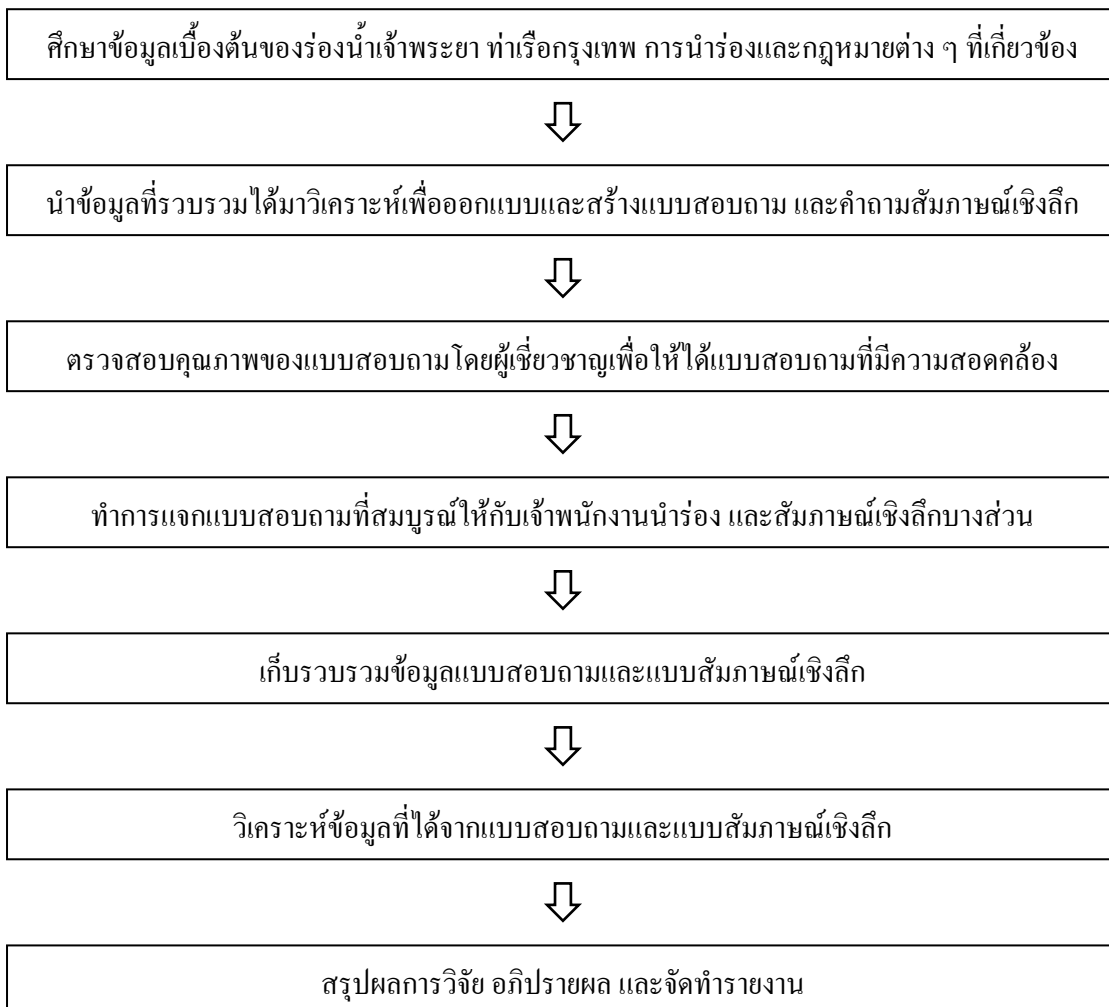 ศึกษาข้อมูลเบื้องต้นของร่องน้ำเจ้าพระยา ท่าเรือกรุงเทพ การนำร่องและกฎหมายต่าง ๆ ที่เกี่ยวข้อง
นำข้อมูลที่รวบรวมได้มาวิเคราะห์เพื่อออกแบบและสร้างแบบสอบถาม และคำถามสัมภาษณ์เชิงลึก
ตรวจสอบคุณภาพของแบบสอบถามโดยผู้เชี่ยวชาญเพื่อให้ได้แบบสอบถามที่มีความสอดคล้อง
ทำการแจกแบบสอบถามที่สมบูรณ์ให้กับเจ้าพนักงานนำร่อง และสัมภาษณ์เชิงลึกบางส่วน
เก็บรวบรวมข้อมูลแบบสอบถามและแบบสัมภาษณ์เชิงลึก
วิเคราะห์ข้อมูลที่ได้จากแบบสอบถามและแบบสัมภาษณ์เชิงลึก
สรุปผลการวิจัย อภิปรายผล และจัดทำรายงาน